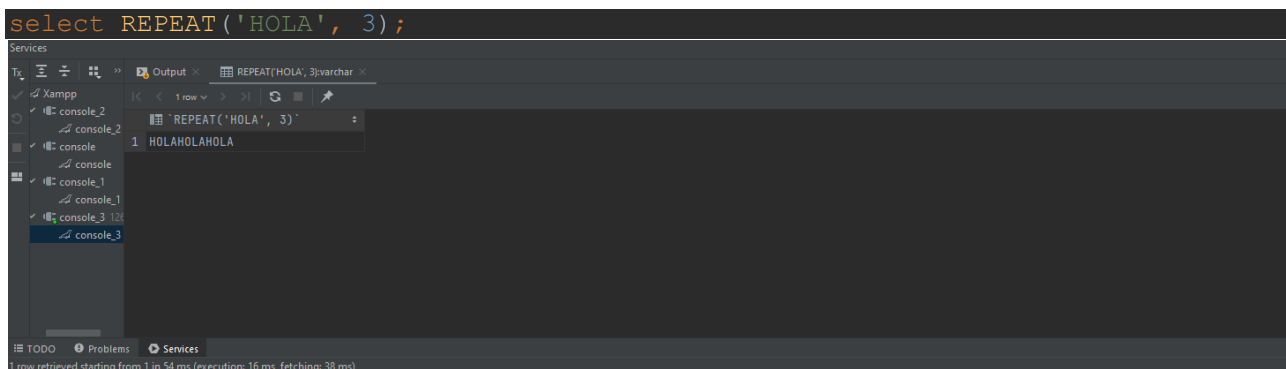 select REPEAT('HOLA', 3);
Services
Tx
Output
REPEAT('HOLA', 3):varchar
Xampp
1 row
console_2
`REPEAT('HOLA', 3)`
console_2
1 HOLAHOLAHOLA
console
console
console_1
console_1
console_3 126
console_3
TODO Problems Services
1 row retrieved starting from 1 in 54 ms (execution: 16 ms, fetching: 38 ms)